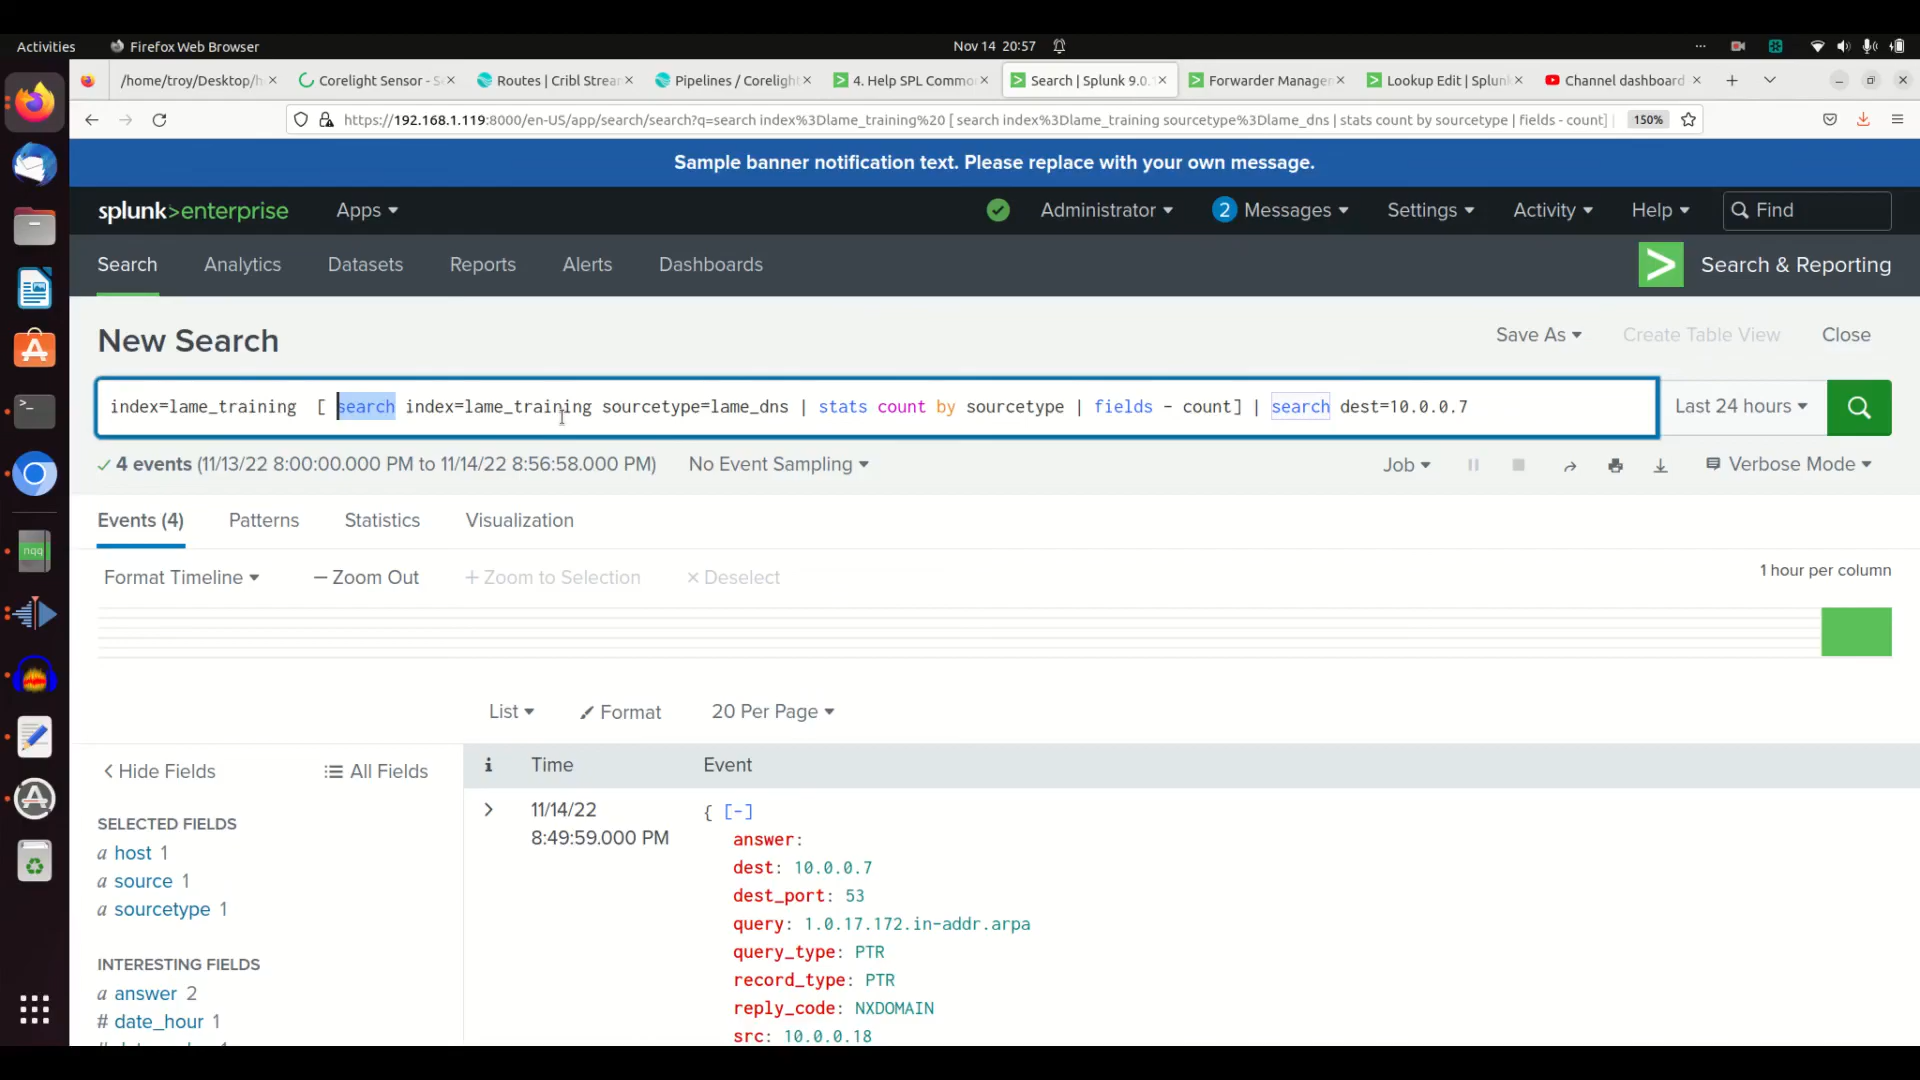 Activities
Firefox Web Browser
Nov 14 20:57
/home/troy/Desktop/h
Corelight Sensor - S
Routes | Cribl Strea
Pipelines / Corelight
4. Help SPL Commo
Search | Splunk 9.0.
Forwarder Manage
Lookup Edit | Splun
Channel dashboard
https://192.168.1.119:8000/en-US/app/search/search?q=search index%3Dlame_training%20 [ search index%3Dlame_training sourcetype%3Dlame_dns | stats count by sourcetype | fields - count]
150%
Sample banner notification text. Please replace with your own message.
splunk>enterprise
Apps
Administrator
2 Messages
Settings
Activity
Help
Find
Search
Analytics
Datasets
Reports
Alerts
Dashboards
Search & Reporting
New Search
Save As
Create Table View
Close
index=lame_training [ search index=lame_training sourcetype=lame_dns | stats count by sourcetype | fields - count] | search dest=10.0.0.7
Last 24 hours
4 events (11/13/22 8:00:00.000 PM to 11/14/22 8:56:58.000 PM)
No Event Sampling
Job
Verbose Mode
Events (4)
Patterns
Statistics
Visualization
Format Timeline
— Zoom Out
+ Zoom to Selection
× Deselect
1 hour per column
List
Format
20 Per Page
< Hide Fields
All Fields
i
Time
Event
SELECTED FIELDS
a host 1
a source 1
a sourcetype 1
INTERESTING FIELDS
a answer 2
# date_hour 1
11/14/22
8:49:59.000 PM
{ [-]
answer:
dest: 10.0.0.7
dest_port: 53
query: 1.0.17.172.in-addr.arpa
query_type: PTR
record_type: PTR
reply_code: NXDOMAIN
src: 10.0.0.18
nqq